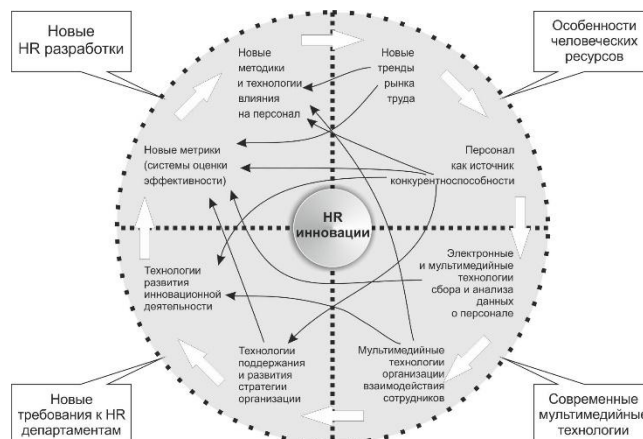 Новые
HR разработки
Особенности
человеческих
ресурсов
Новые
методики
и технологии
влияния
на персонал
Новые
тренды
рынка
труда
Новые метрики
(системы оценки
эффективности)
Персонал
как источник
конкурентноспособности
HR
инновации
Технологии
развития
инновационной
деятельности
Электронные
и мультимедийные
технологии
сбора и анализа
данных
о персонале
Технологии
поддержания
и развития
стратегии
организации
Мультимедийные
технологии
организации
взаимодействия
сотрудников
Новые
требования к HR
департаментам
Современные
мультимедийные
технологии